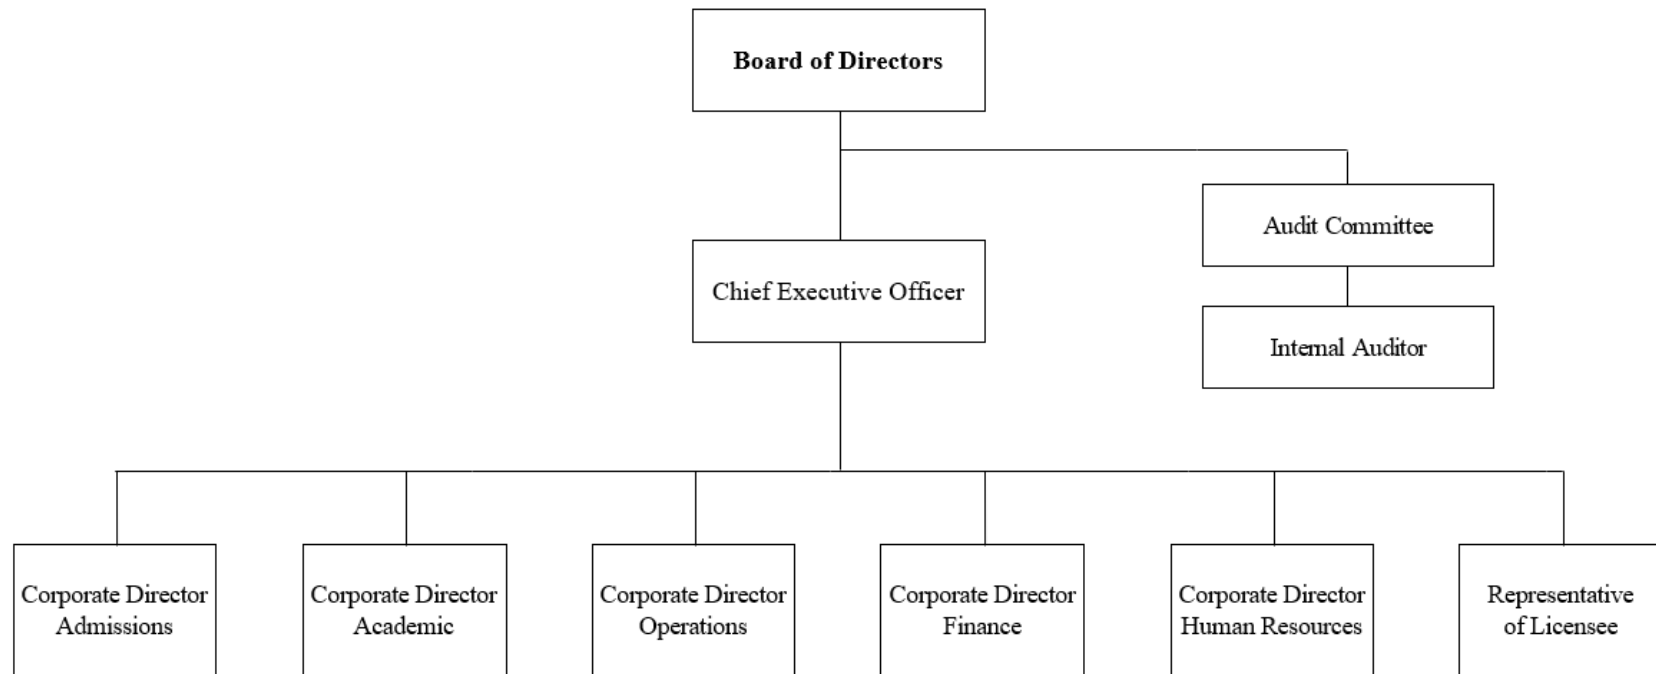 Board of Directors
Audit Committee
Chief Executive Officer
Internal Auditor
Corporate Director
Admissions
Corporate Director
Academic
Corporate Director
Operations
Corporate Director
Finance
Corporate Director
Human Resources
Representative
of Licensee